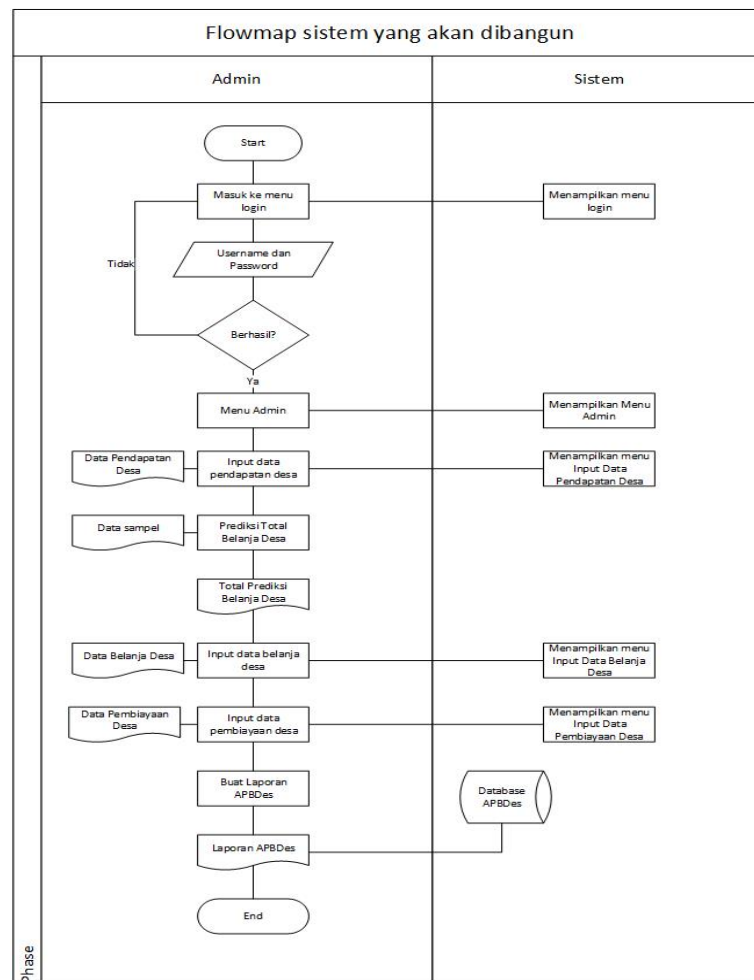 Flowmap sistem yang akan dibangun
Admin
Sistem
Start
Masuk ke menu
login
Menampilkan menu
login
Username dan
Password
Tidak
Berhasil?
Ya
Menu Admin
Menampilkan Menu
Admin
Data Pendapatan
Desa
Input data
pendapatan desa
Menampilkan menu
Input Data
Pendapatan Desa
Data sampel
Prediksi Total
Belanja Desa
Total Prediksi
Belanja Desa
Data Belanja Desa
Input data belanja
desa
Menampilkan menu
Input Data Belanja
Desa
Data Pembiayaan
Desa
Input data
pembiayaan desa
Menampilkan menu
Input Data
Pembiayaan Desa
Buat Laporan
APBDes
Database
APBDes
Laporan APBDes
End
Phase